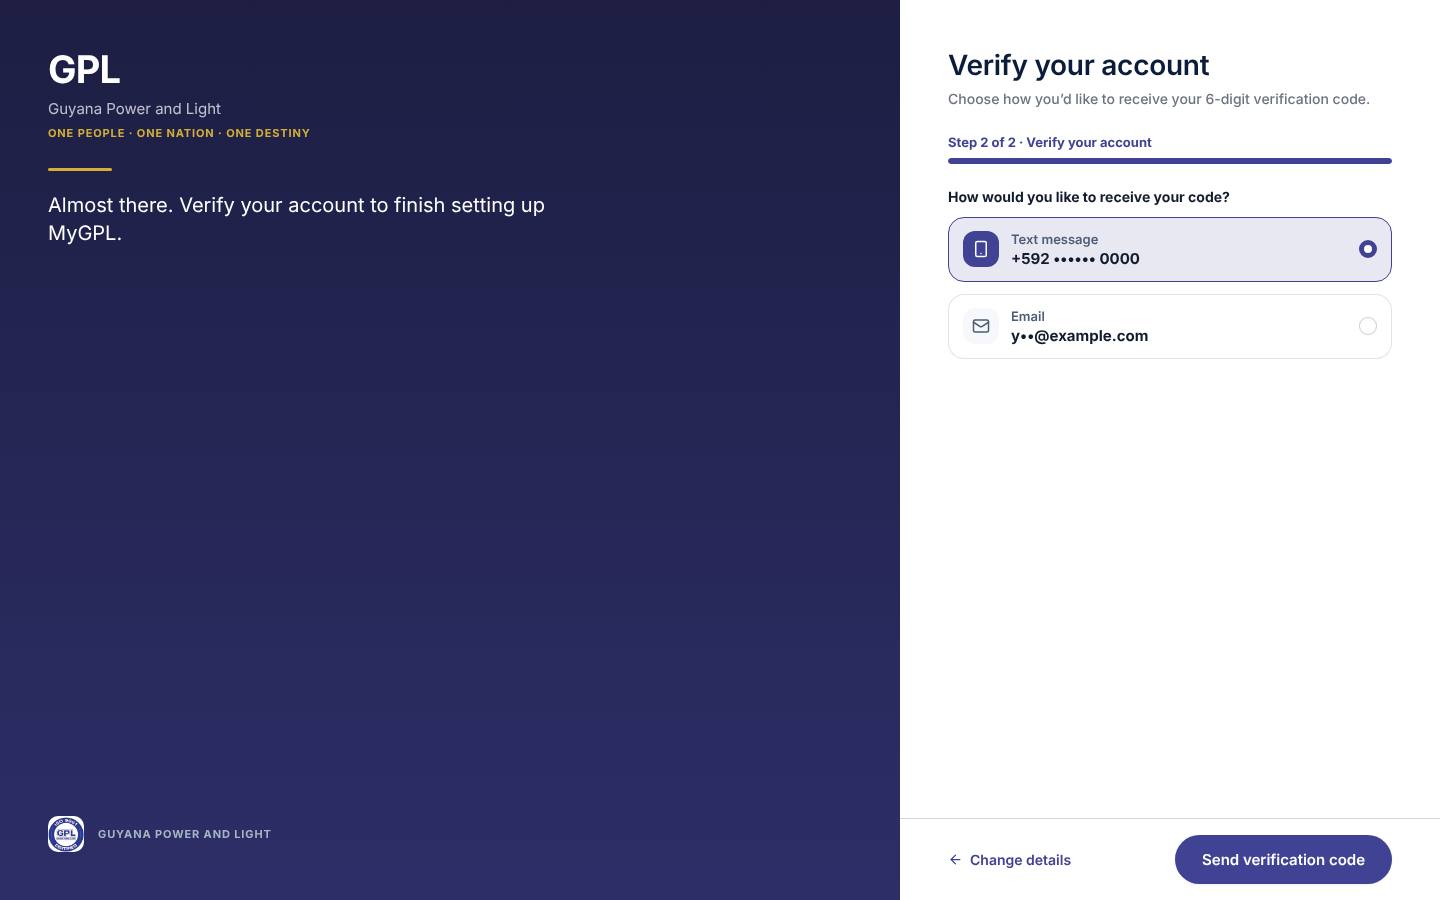 GPL
Guyana Power and Light
ONE PEOPLE · ONE NATION · ONE DESTINY
Almost there. Verify your account to finish setting up
MyGPL.
GPL
GUYANA POWER AND LIGHT
Verify your account
Choose how you’d like to receive your 6-digit verification code.
Step 2 of 2 · Verify your account
How would you like to receive your code?
Text message
+592 •••••• 0000
Email
y••@example.com
Change details
Send verification code